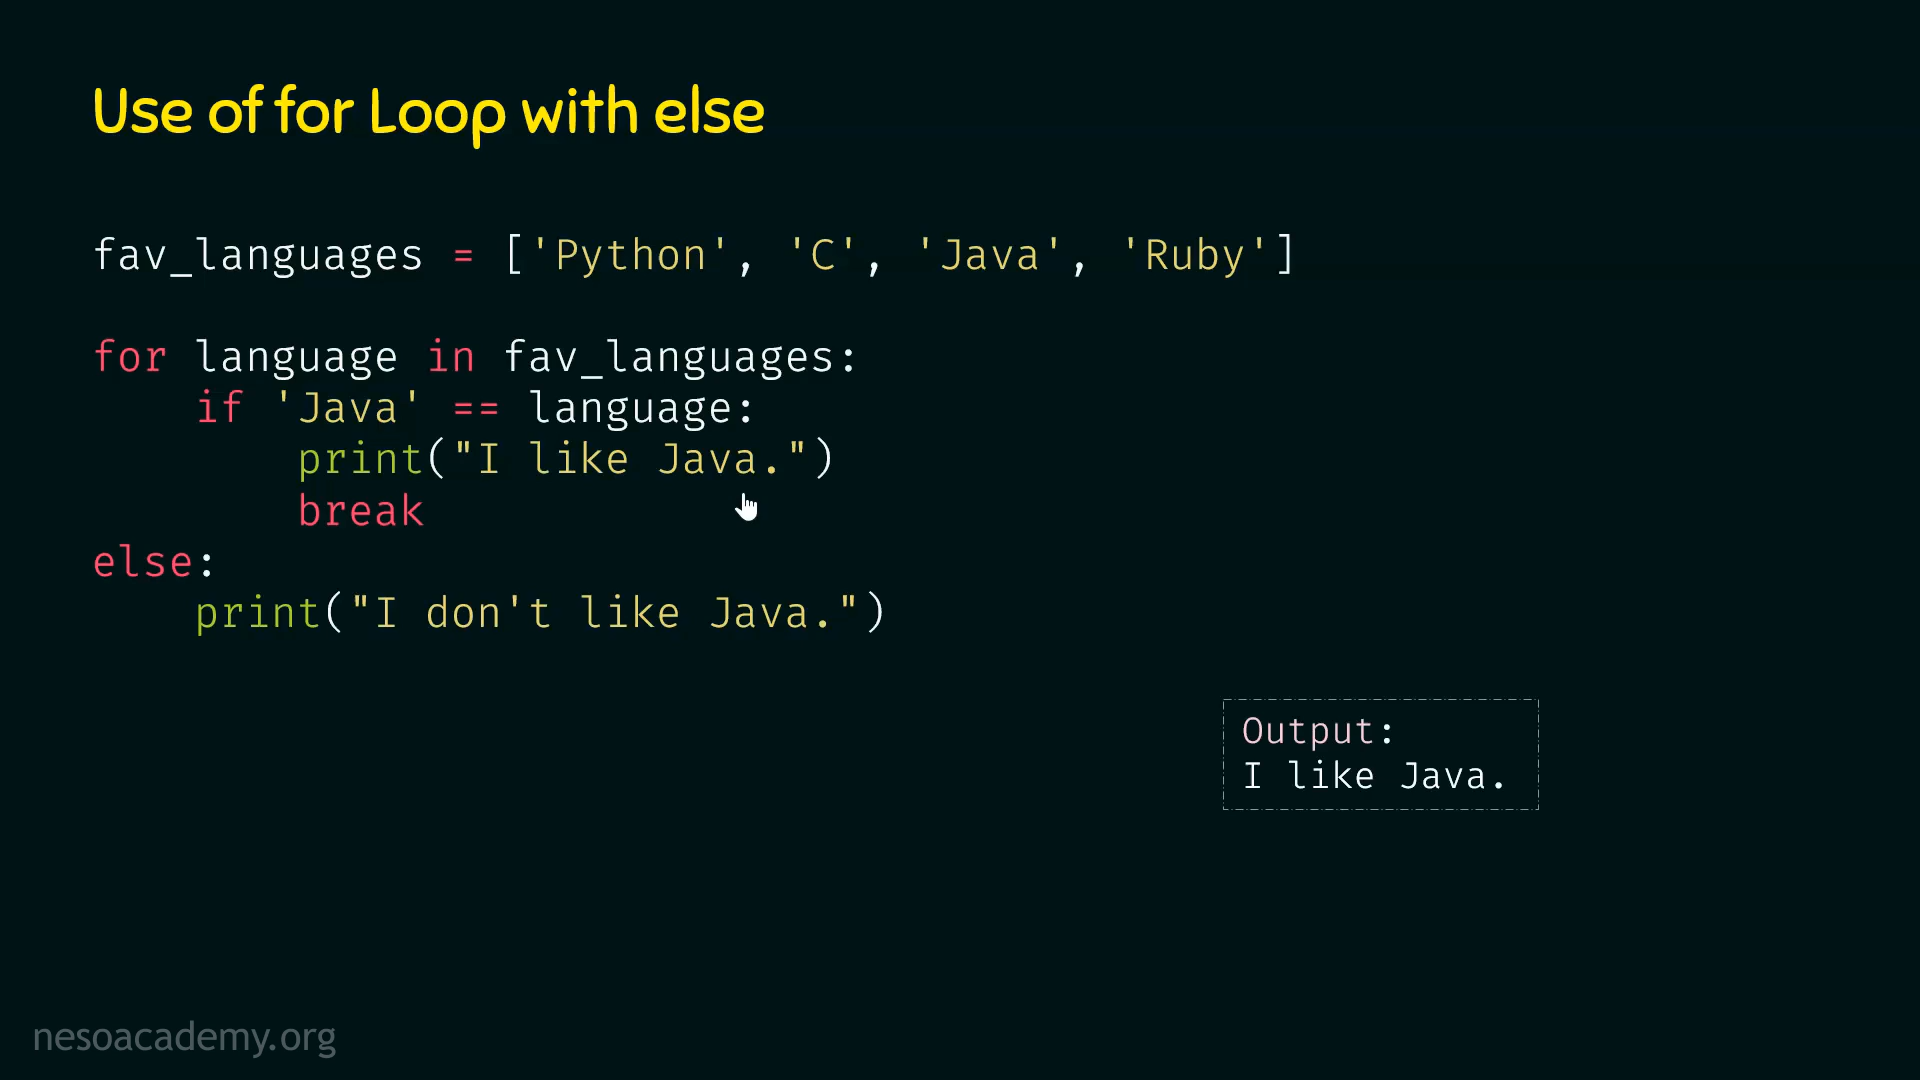 Use of for Loop with else
fav_languages = ['Python', 'C', 'Java', 'Ruby']
for language in fav_languages:
    if 'Java' == language:
        print("I like Java.")
        break
else:
    print("I don't like Java.")
Output:
I like Java.
nesoacademy.org